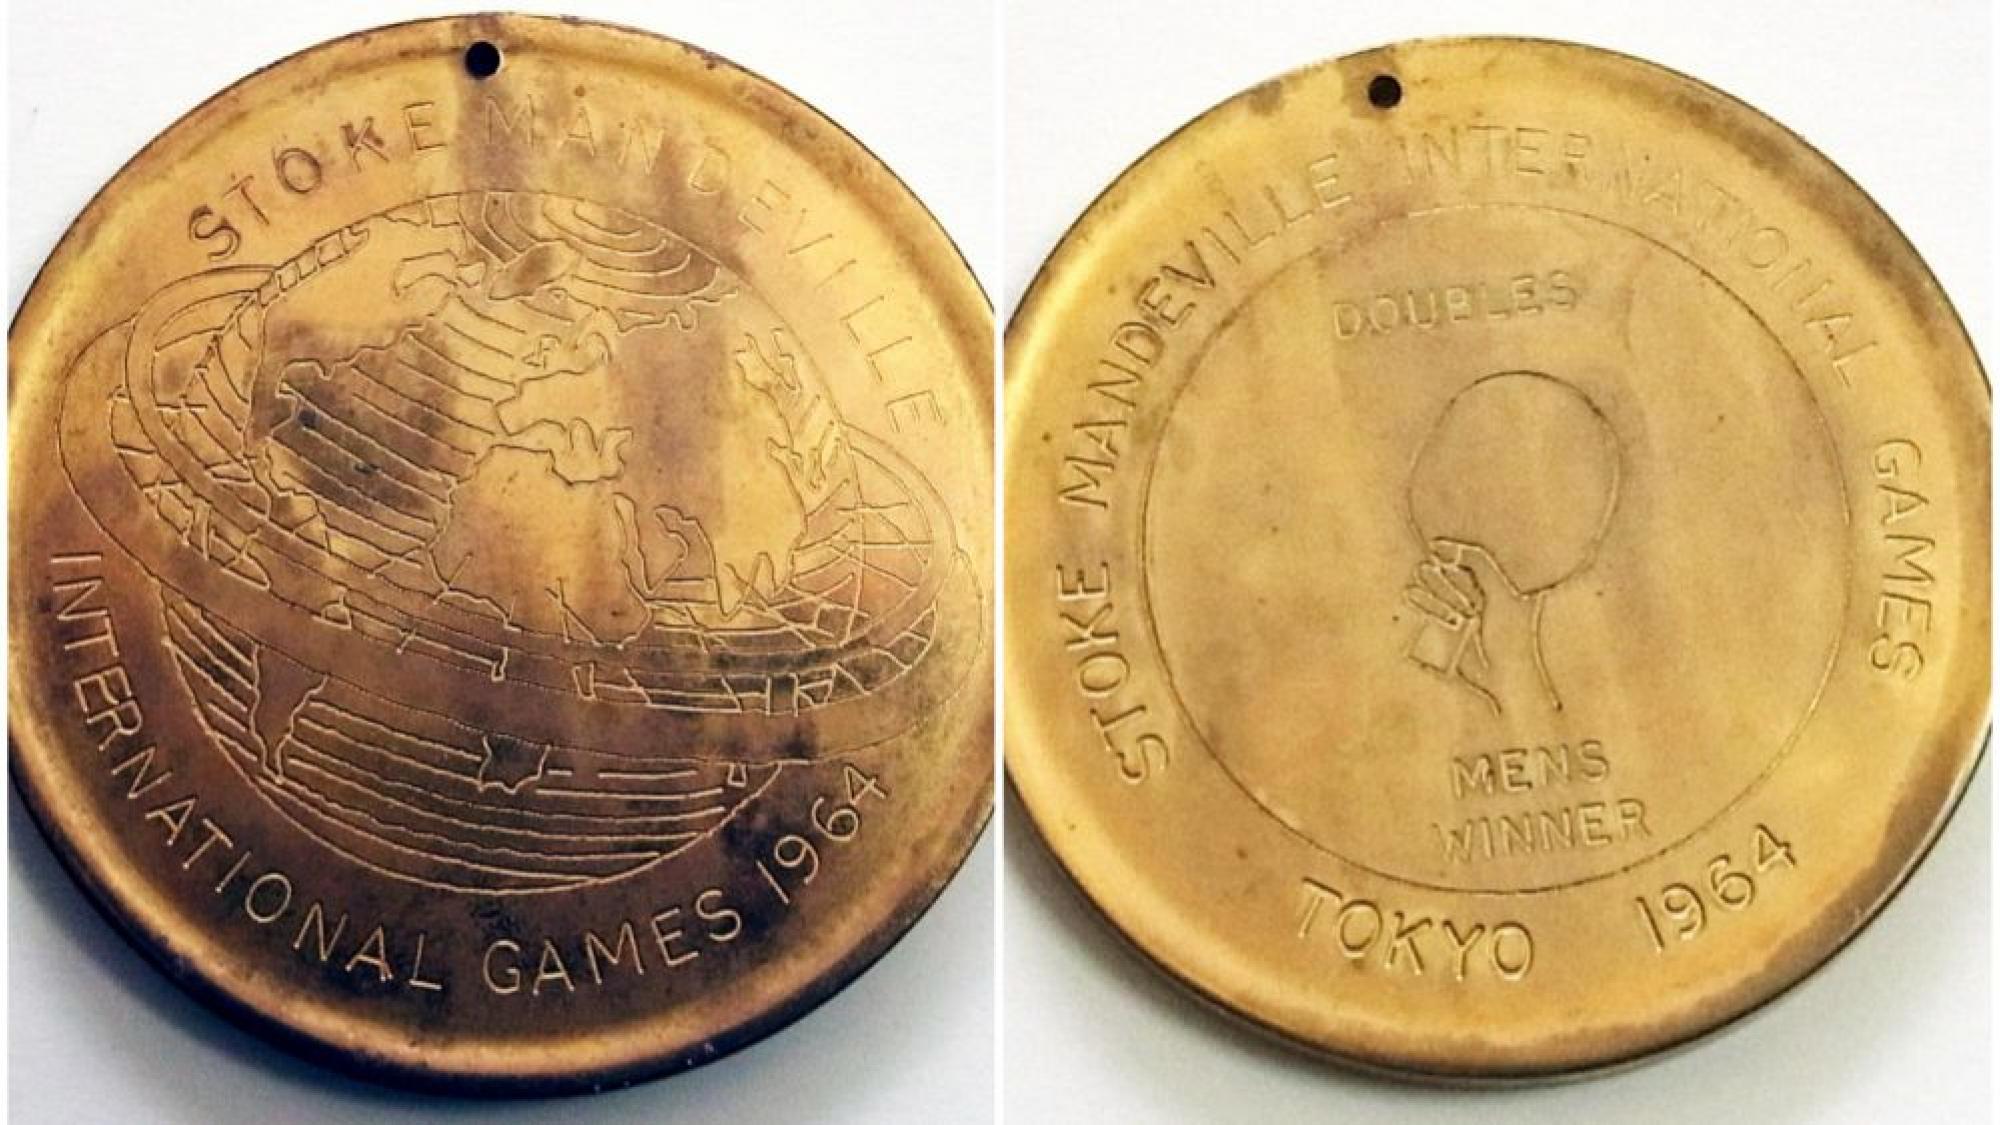 STOKE MANDEVILLE
INTERNATIONAL GAMES 1964
STOKE MANDEVILLE INTERNATIONAL GAMES
DOUBLES
MENS
WINNER
TOKYO 1964